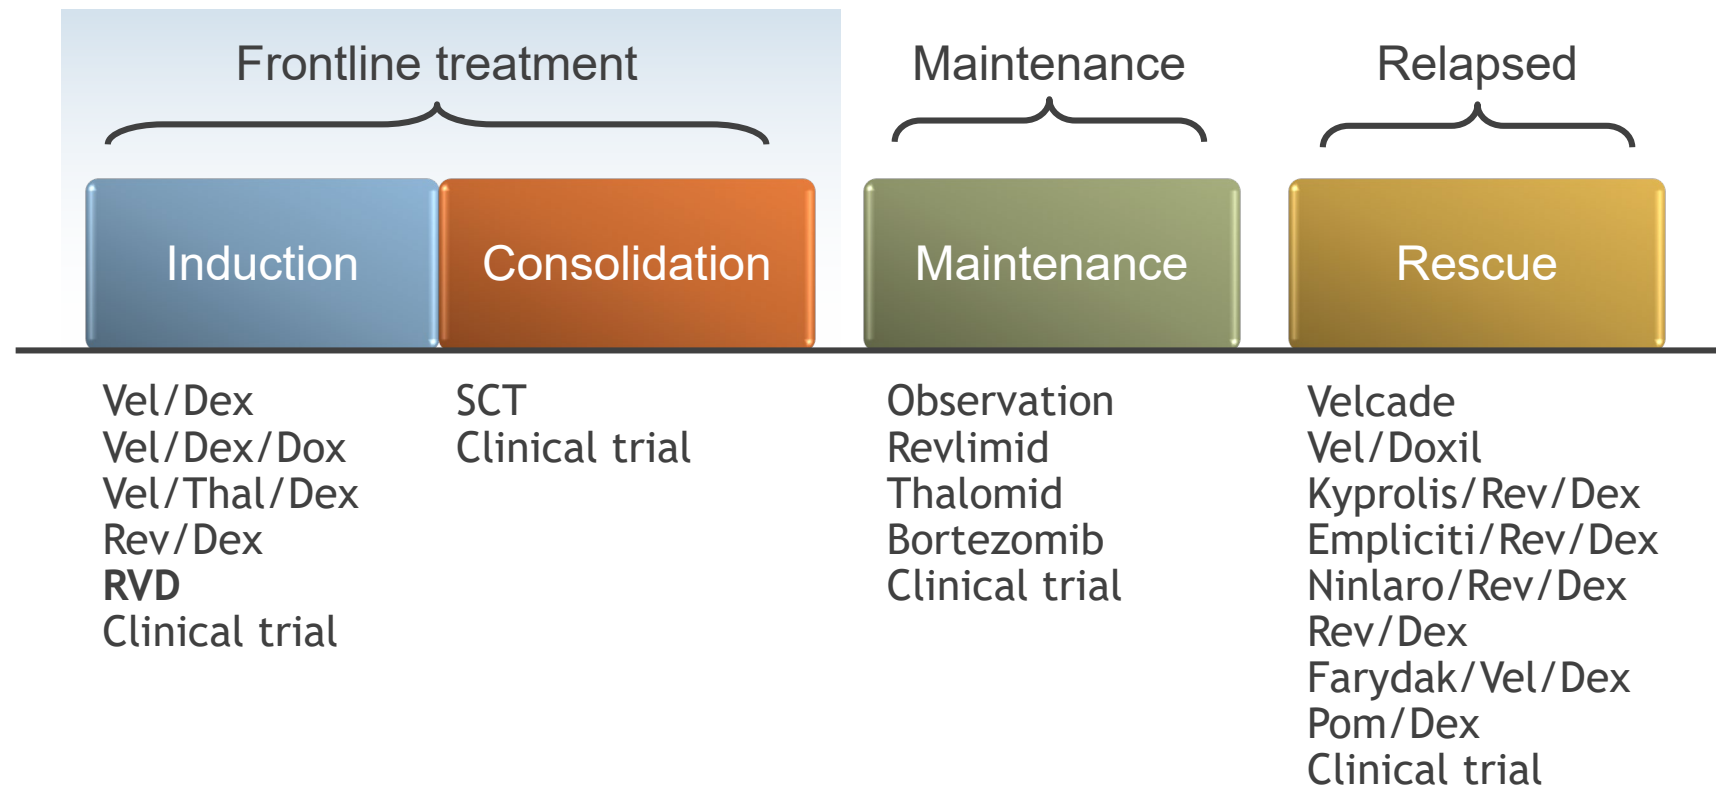 Frontline treatment
Maintenance
Relapsed
Induction
Consolidation
Maintenance
Rescue
Vel/Dex
Vel/Dex/Dox
Vel/Thal/Dex
Rev/Dex
RVD
Clinical trial
SCT
Clinical trial
Observation
Revlimid
Thalomid
Bortezomib
Clinical trial
Velcade
Vel/Doxil
Kyprolis/Rev/Dex
Empliciti/Rev/Dex
Ninlaro/Rev/Dex
Rev/Dex
Farydak/Vel/Dex
Pom/Dex
Clinical trial